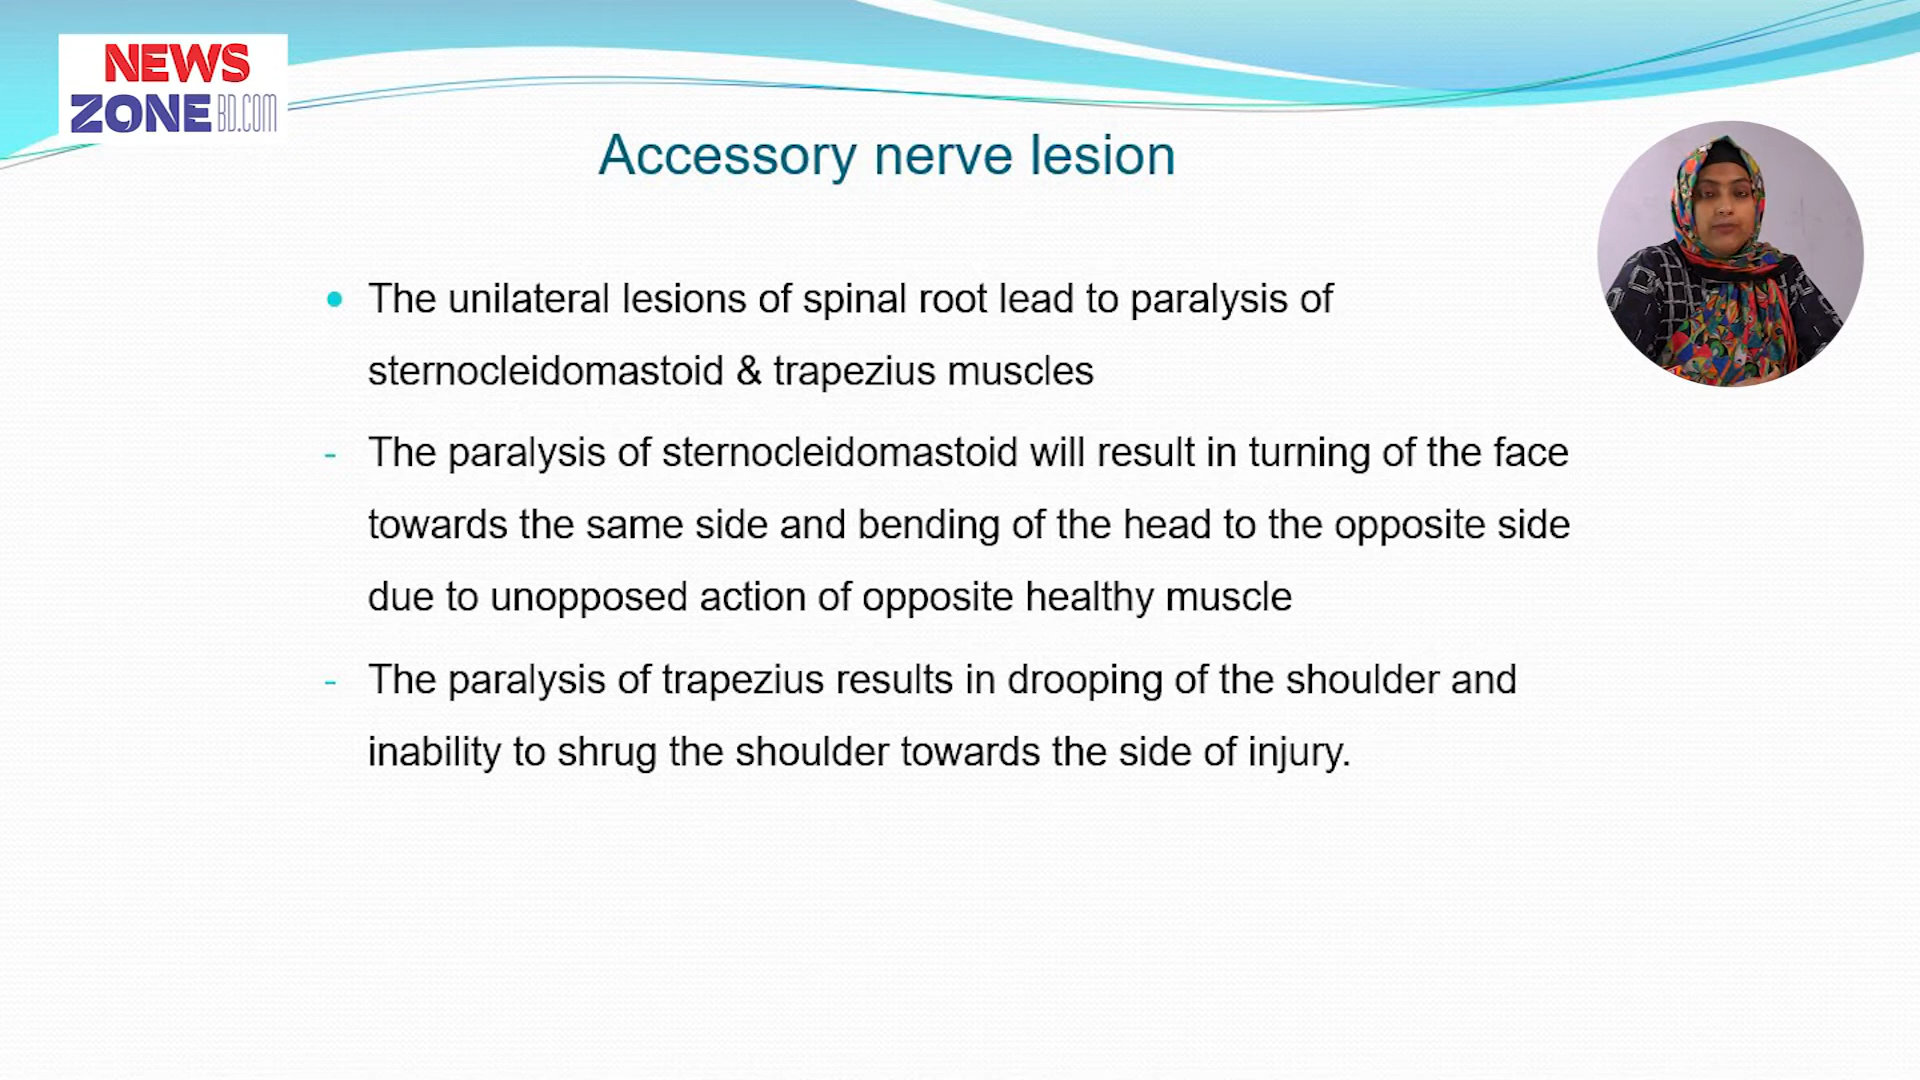 NEWS
ZONE BD.COM
Accessory nerve lesion
• The unilateral lesions of spinal root lead to paralysis of
sternocleidomastoid & trapezius muscles
- The paralysis of sternocleidomastoid will result in turning of the face
towards the same side and bending of the head to the opposite side
due to unopposed action of opposite healthy muscle
- The paralysis of trapezius results in drooping of the shoulder and
inability to shrug the shoulder towards the side of injury.